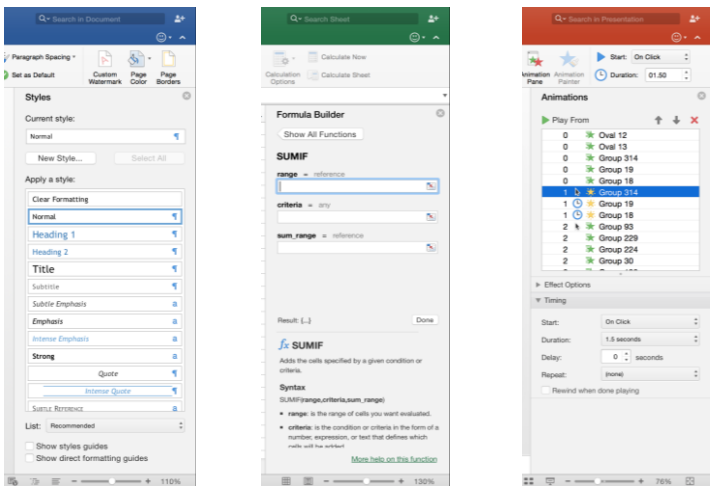 Search in Document
Paragraph Spacing
Set as Default
Custom Watermark
Page Color
Page Borders
Styles
Current style:
Normal
New Style...
Select All
Apply a style:
Clear Formatting
Normal
Heading 1
Heading 2
Title
Subtitle
Subtle Emphasis
Emphasis
Intense Emphasis
Strong
Quote
Intense Quote
Subtle Reference
List: Recommended
Show styles guides
Show direct formatting guides
110%
Search Sheet
Calculation Options
Calculate Now
Calculate Sheet
Formula Builder
Show All Functions
SUMIF
range = reference
criteria = any
sum_range = reference
Result: {...}
Done
fx SUMIF
Adds the cells specified by a given condition or
criteria.
Syntax
SUMIF(range,criteria,sum_range)
• range: is the range of cells you want evaluated.
• criteria: is the condition or criteria in the form of a
number, expression, or text that defines which
cells will be added
More help on this function
130%
Search in Presentation
Animation Pane
Animation Painter
Start: On Click
Duration: 01.50
Animations
Play From
0 Oval 12
0 Oval 13
0 Group 314
0 Group 19
0 Group 18
1 Group 314
1 Group 19
1 Group 18
2 Group 93
2 Group 229
2 Group 224
2 Group 30
Effect Options
Timing
Start: On Click
Duration: 1.5 seconds
Delay: 0 seconds
Repeat: (none)
Rewind when done playing
76%